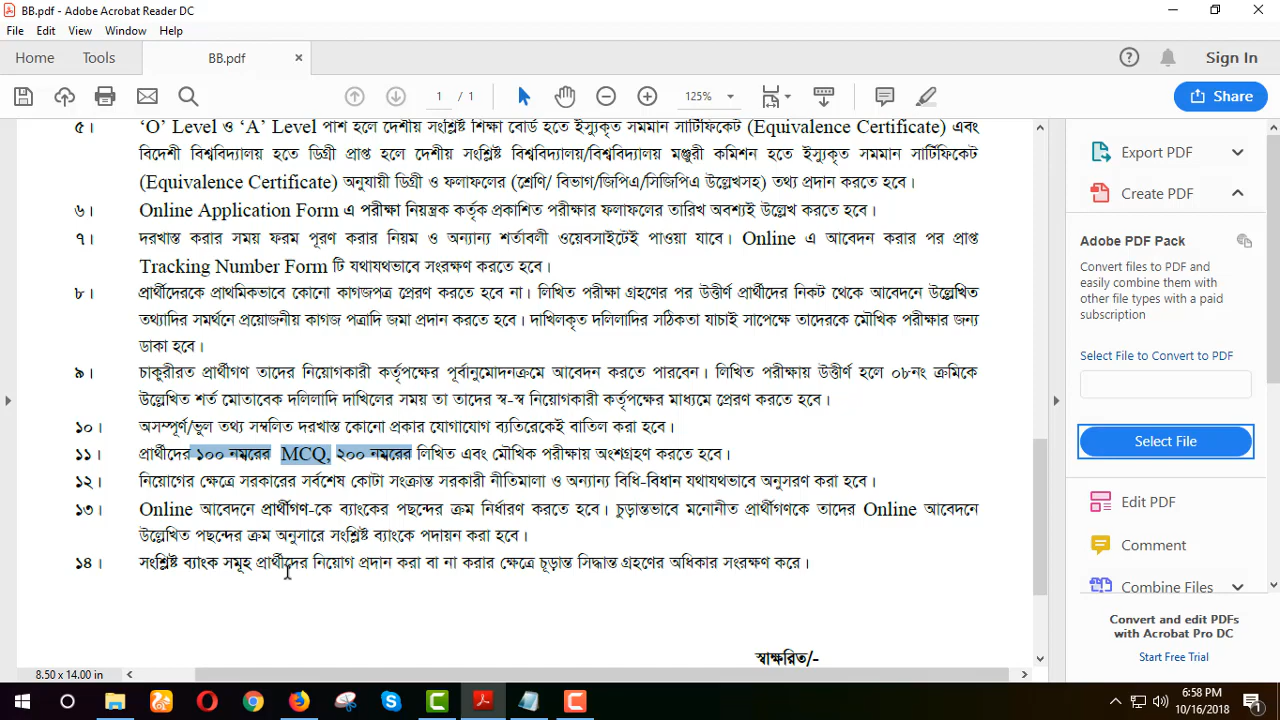 BB.pdf - Adobe Acrobat Reader DC
File Edit View Window Help
Home Tools BB.pdf × Sign In
1 / 1 125% Share
৫। ‘O’ Level ও ‘A’ Level পাশ হলে দেশীয় সংশ্লিষ্ট শিক্ষা বোর্ড হতে ইস্যুকৃত সমমান সার্টিফিকেট (Equivalence Certificate) এবং
বিদেশী বিশ্ববিদ্যালয় হতে ডিগ্রী প্রাপ্ত হলে দেশীয় সংশ্লিষ্ট বিশ্ববিদ্যালয়/বিশ্ববিদ্যালয় মঞ্জুরী কমিশন হতে ইস্যুকৃত সমমান সার্টিফিকেট
(Equivalence Certificate) অনুযায়ী ডিগ্রী ও ফলাফলের (শ্রেণি/ বিভাগ/জিপিএ/সিজিপিএ উল্লেখসহ) তথ্য প্রদান করতে হবে।
৬। Online Application Form এ পরীক্ষা নিয়ন্ত্রক কর্তৃক প্রকাশিত পরীক্ষার ফলাফলের তারিখ অবশ্যই উল্লেখ করতে হবে।
৭। দরখাস্ত করার সময় ফরম পূরণ করার নিয়ম ও অন্যান্য শর্তাবলী ওয়েবসাইটেই পাওয়া যাবে। Online এ আবেদন করার পর প্রাপ্ত
Tracking Number Form টি যথাযথভাবে সংরক্ষণ করতে হবে।
৮। প্রার্থীদেরকে প্রাথমিকভাবে কোনো কাগজপত্র প্রেরণ করতে হবে না। লিখিত পরীক্ষা গ্রহণের পর উত্তীর্ণ প্রার্থীদের নিকট থেকে আবেদনে উল্লেখিত
তথ্যাদির সমর্থনে প্রয়োজনীয় কাগজ পত্রাদি জমা প্রদান করতে হবে। দাখিলকৃত দলিলাদির সঠিকতা যাচাই সাপেক্ষে তাদেরকে মৌখিক পরীক্ষার জন্য
ডাকা হবে।
৯। চাকুরীরত প্রার্থীগণ তাদের নিয়োগকারী কর্তৃপক্ষের পূর্বানুমোদনক্রমে আবেদন করতে পারবেন। লিখিত পরীক্ষায় উত্তীর্ণ হলে ০৮নং ক্রমিকে
উল্লেখিত শর্ত মোতাবেক দলিলাদি দাখিলের সময় তা তাদের স্ব-স্ব নিয়োগকারী কর্তৃপক্ষের মাধ্যমে প্রেরণ করতে হবে।
১০। অসম্পূর্ণ/ভুল তথ্য সম্বলিত দরখাস্ত কোনো প্রকার যোগাযোগ ব্যতিরেকেই বাতিল করা হবে।
১১। প্রার্থীদের ১০০ নম্বরের MCQ, ২০০ নম্বরের লিখিত এবং মৌখিক পরীক্ষায় অংশগ্রহণ করতে হবে।
১২। নিয়োগের ক্ষেত্রে সরকারের সর্বশেষ কোটা সংক্রান্ত সরকারী নীতিমালা ও অন্যান্য বিধি-বিধান যথাযথভাবে অনুসরণ করা হবে।
১৩। Online আবেদনে প্রার্থীগণ-কে ব্যাংকের পছন্দের ক্রম নির্ধারণ করতে হবে। চুড়ান্তভাবে মনোনীত প্রার্থীগণকে তাদের Online আবেদনে
উল্লেখিত পছন্দের ক্রম অনুসারে সংশ্লিষ্ট ব্যাংকে পদায়ন করা হবে।
১৪। সংশ্লিষ্ট ব্যাংক সমূহ প্রার্থীদের নিয়োগ প্রদান করা বা না করার ক্ষেত্রে চূড়ান্ত সিদ্ধান্ত গ্রহণের অধিকার সংরক্ষণ করে।
স্বাক্ষরিত/-
8.50 x 14.00 in
Export PDF
Create PDF
Adobe PDF Pack
Convert files to PDF and
easily combine them with
other file types with a paid
subscription
Select File to Convert to PDF
Select File
Edit PDF
Comment
Combine Files
Convert and edit PDFs
with Acrobat Pro DC
Start Free Trial
6:58 PM
10/16/2018
1